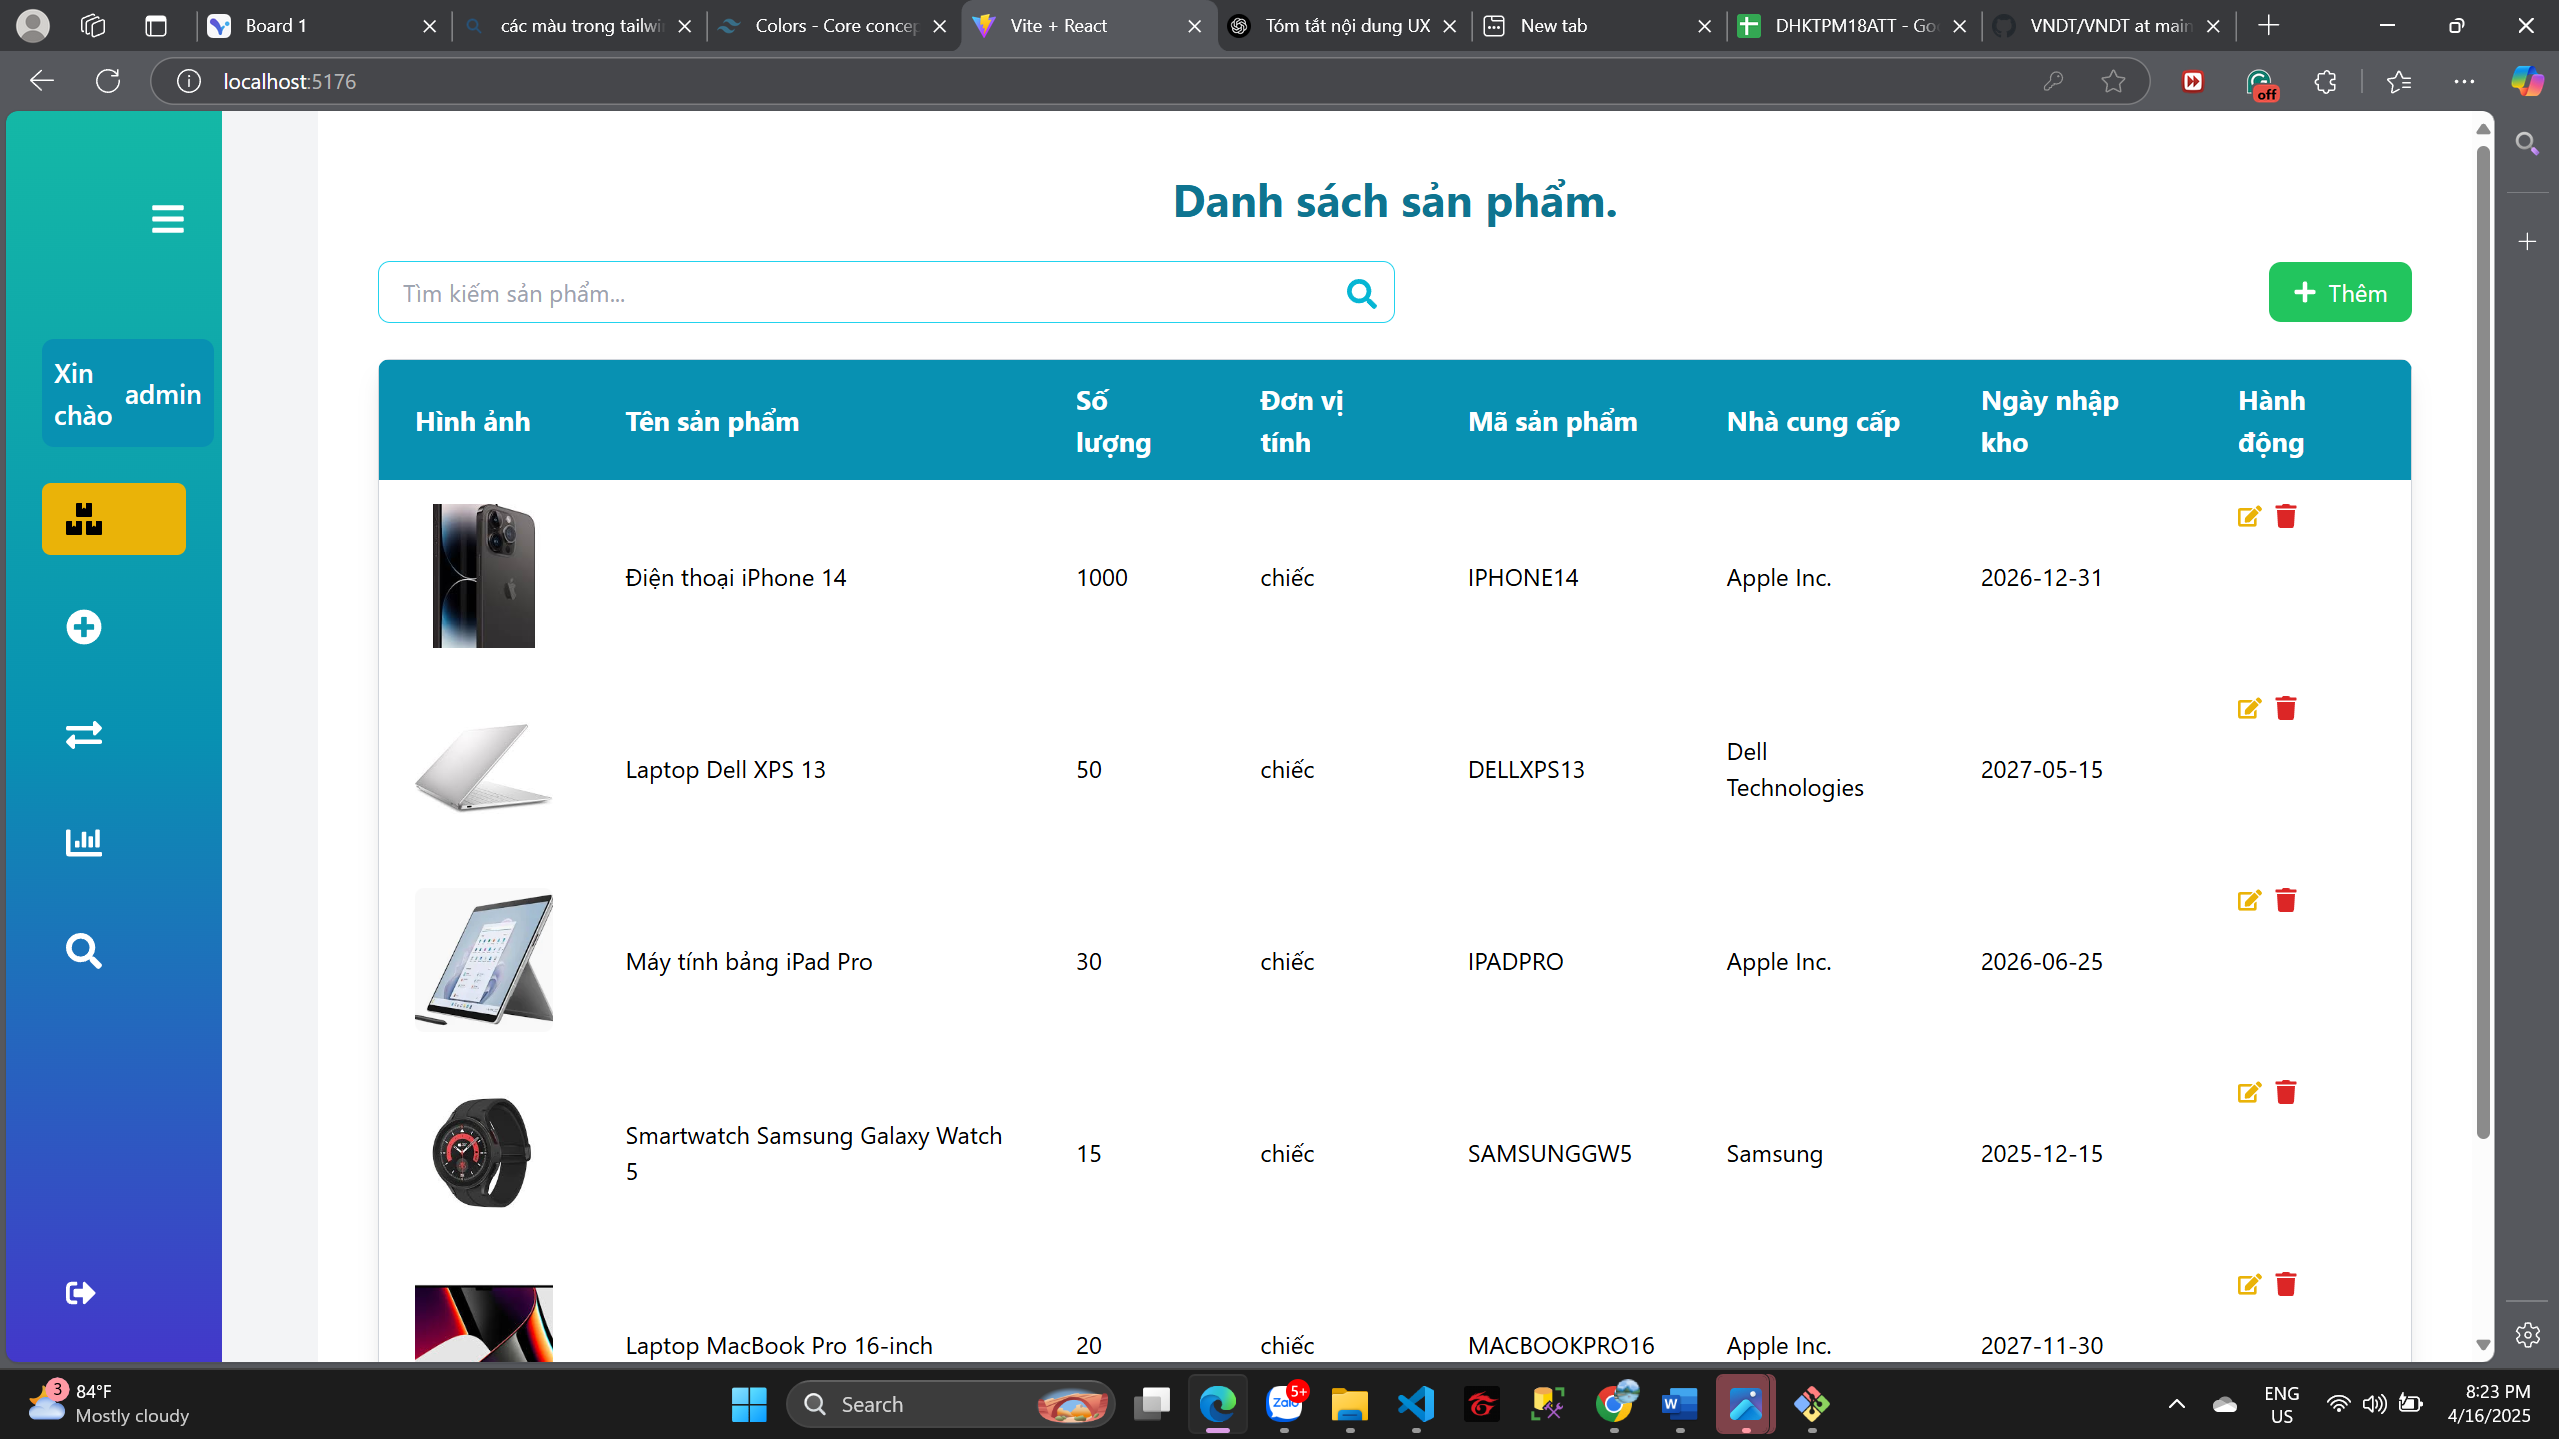 Board 1
các màu trong tailwi
Colors - Core concep
Vite + React
Tóm tắt nội dung UX
New tab
DHKTPM18ATT - Go
VNDT/VNDT at main
localhost:5176
off
Danh sách sản phẩm.
Tìm kiếm sản phẩm...
Thêm
Xin chào admin
Hình ảnh
Tên sản phẩm
Số lượng
Đơn vị tính
Mã sản phẩm
Nhà cung cấp
Ngày nhập kho
Hành động
Điện thoại iPhone 14
1000
chiếc
IPHONE14
Apple Inc.
2026-12-31
Laptop Dell XPS 13
50
chiếc
DELLXPS13
Dell Technologies
2027-05-15
Máy tính bảng iPad Pro
30
chiếc
IPADPRO
Apple Inc.
2026-06-25
Smartwatch Samsung Galaxy Watch 5
15
chiếc
SAMSUNGGW5
Samsung
2025-12-15
Laptop MacBook Pro 16-inch
20
chiếc
MACBOOKPRO16
Apple Inc.
2027-11-30
3
84°F
Mostly cloudy
Search
Zalo
5+
ENG
US
8:23 PM
4/16/2025